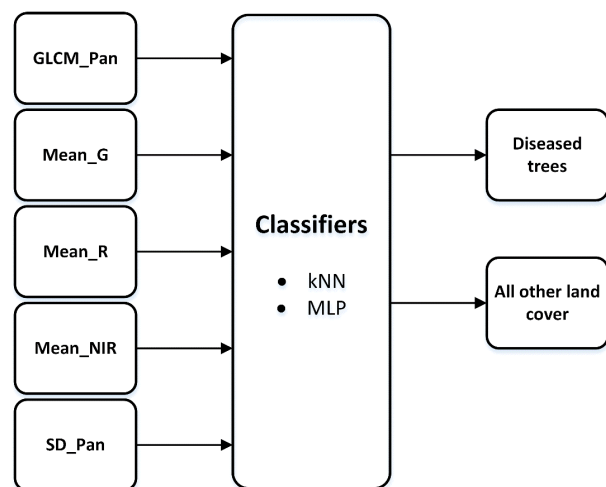 GLCM_Pan
Mean_G
Mean_R
Mean_NIR
SD_Pan
Classifiers
• kNN
• MLP
Diseased
trees
All other land
cover